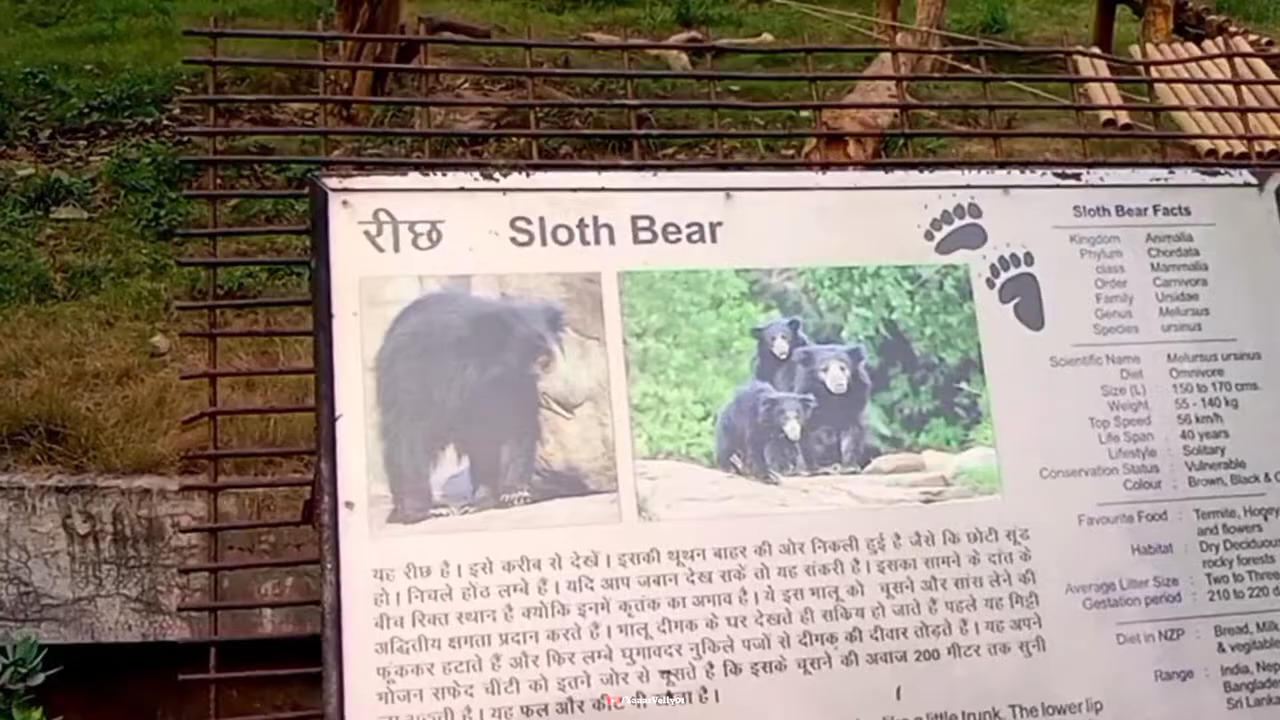 रीछ Sloth Bear
यह रीछ है। इसे करीब से देखें। इसकी थूथन बाहर की ओर निकली हुई है जैसे कि छोटी सूंड
हो। निचले होठ लम्बे हैं। यदि आप जबान देख सकें तो यह संकरी है। इसका सामने के दांत के
बीच रिक्त स्थान है क्योंकि इनमें कृतंक का अभाव है। ये इस भालू को चूसने और सांस लेने की
अद्वितीय क्षमता प्रदान करते हैं। भालू दीमक के घर देखते ही सक्रिय हो जाते हैं पहले यह मिट्टी
फूंककर हटाते हैं और फिर लम्बे घुमावदर नुकिले पजों से दीमक की दीवार तोढ़ते हैं। यह अपने
भोजन सफेद चींटी को इतने जोर से चूसते है कि इसके चूसने की अवाज 200 मीटर तक सुनी
है। यह फल और कीट भी है।
little trunk. The lower lip
Sloth Bear Facts
Kingdom Animalia
Phylum Chordata
class Mammalia
Order Carnivora
Family Ursidae
Genus Melursus
Species ursinus
Scientific Name : Melursus ursinus
Diet : Omnivore
Size (L) : 150 to 170 cms.
Weight : 55 - 140 kg
Top Speed : 56 km/h
Life Span : 40 years
Lifestyle : Solitary
Conservation Status : Vulnerable
Colour : Brown, Black &
Favourite Food : Termite,
and flowers
Habitat : Dry
rocky forests
Average Litter Size : Two to Three
Gestation period : 210 to 220
Diet in NZP : Bread, Milk
& vegetable
Range : India,
Sri Lanka